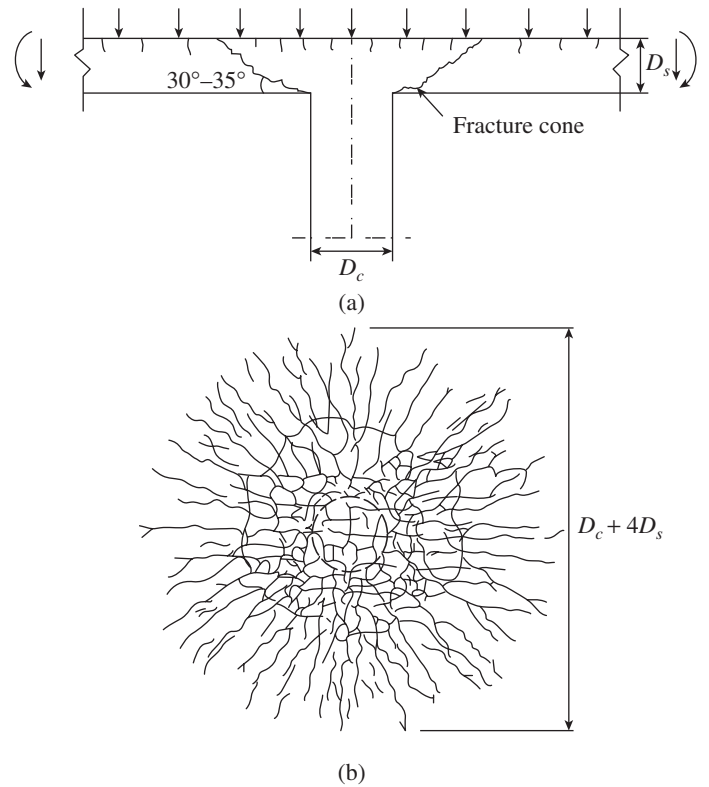 D_s
30°–35°
Fracture cone
D_c
(a)
D_c + 4D_s
(b)